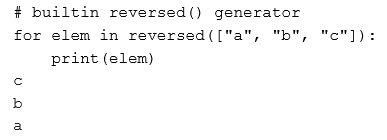 # builtin reversed() generator
for elem in reversed(["a", "b", "c"]):
    print(elem)
c
b
a